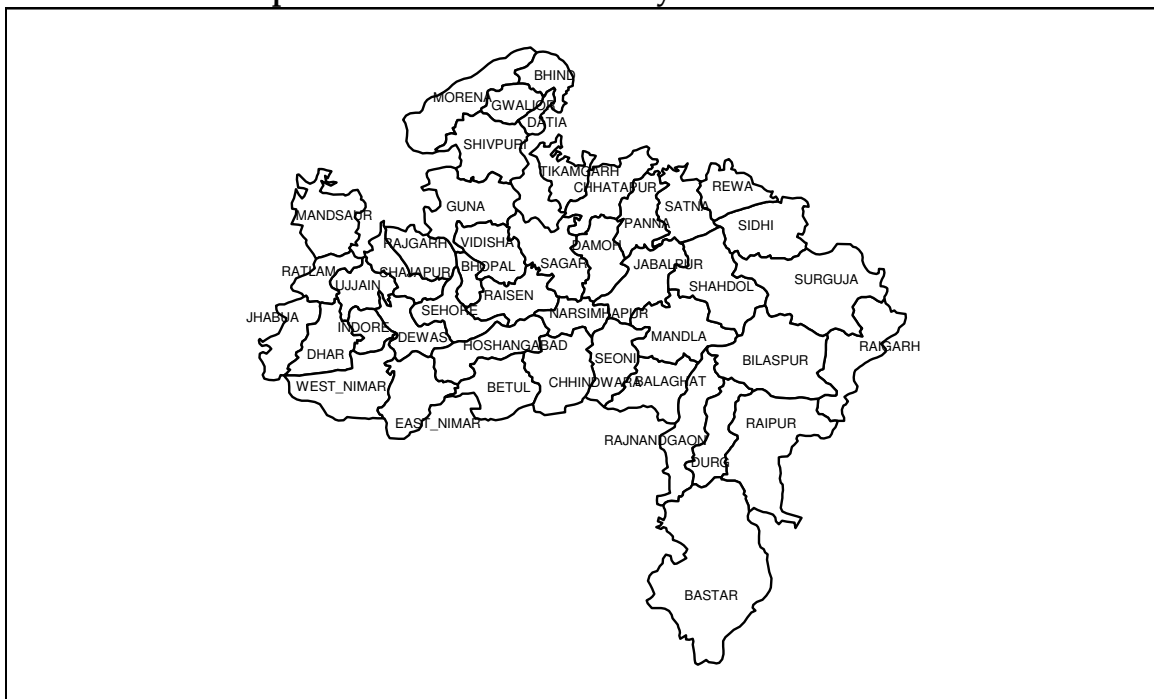 BHIND
MORENA
GWALIOR
DATIA
SHIVPURI
TIKAMGARH
CHHATAPUR
REWA
SATNA
GUNA
MANDSAUR
PANNA
SIDHI
RAJGARH
VIDISHA
DAMOH
SAGAR
JABALPUR
RATLAM
SHAJAPUR
BHOPAL
SURGUJA
UJJAIN
SHAHDOL
RAISEN
SEHORE
NARSIMHAPUR
JHABUA
INDORE
DEWAS
MANDLA
HOSHANGABAD
RAIGARH
DHAR
SEONI
BILASPUR
WEST_NIMAR
BETUL
CHHINDWARA
BALAGHAT
EAST_NIMAR
RAIPUR
RAJNANDGAON
DURG
BASTAR